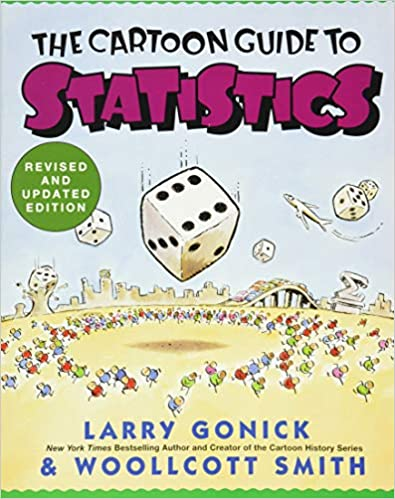 THE CARTOON GUIDE TO
STATISTICS
REVISED
AND
UPDATED
EDITION
LARRY GONICK
New York Times Bestselling Author and Creator of the Cartoon History Series
& WOOLLCOTT SMITH